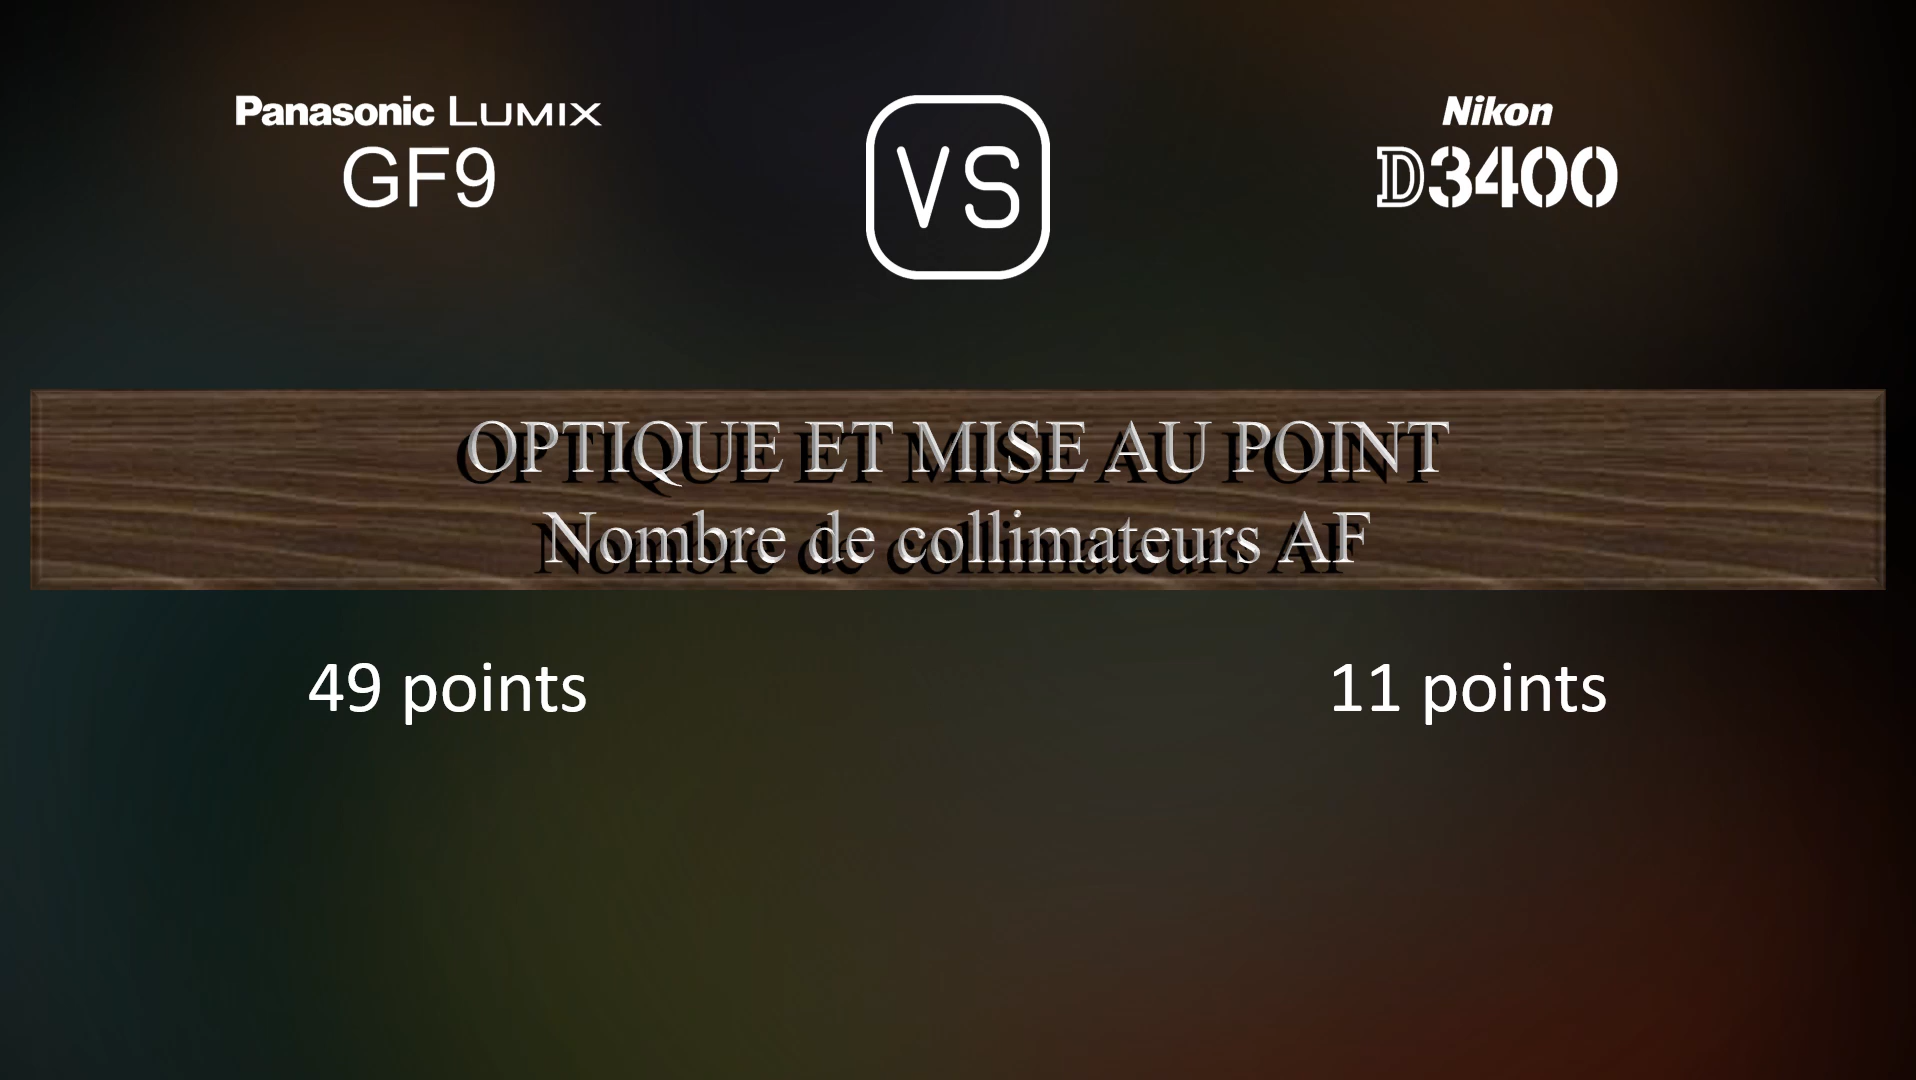 Panasonic LUMIX
GF9
VS
Nikon
D3400
OPTIQUE ET MISE AU POINT
Nombre de collimateurs AF
49 points
11 points